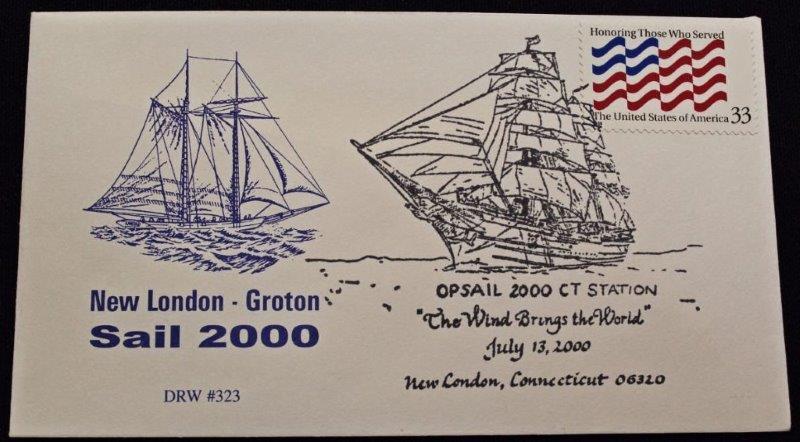 Honoring Those Who Served
The United States of America 33
New London - Groton
Sail 2000
DRW #323
OPSAIL 2000 CT STATION
"The Wind Brings the World"
July 13, 2000
New London, Connecticut 06320